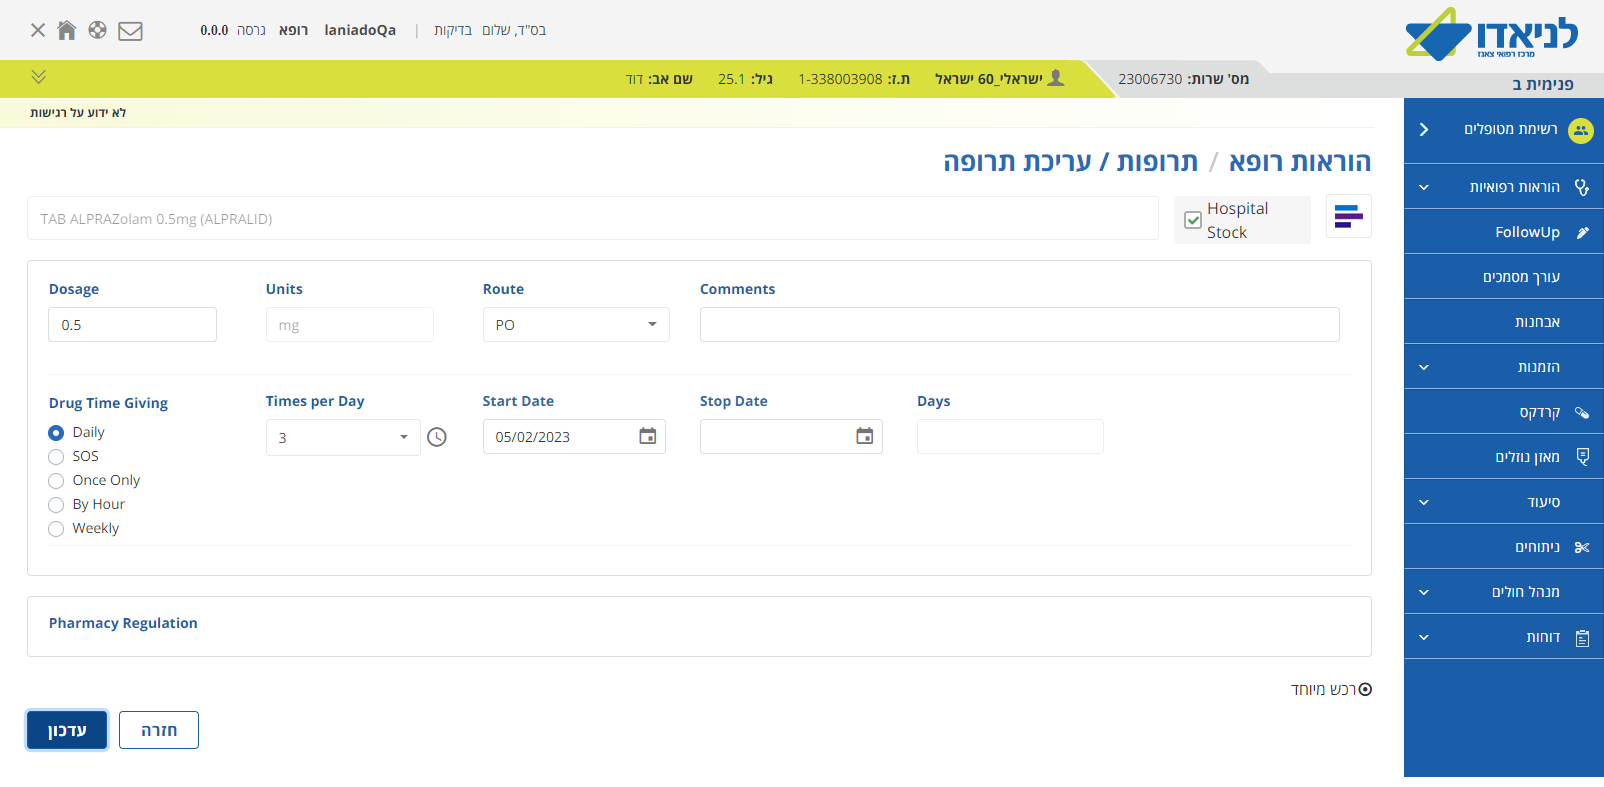 לניאדו
מרכז רפואי צאנז
בס"ד, שלום בדיקות | laniadoQa רופא גרסה 0.0.0
פנימית ב
מס' שרות: 23006730
ישראלי_60 ישראל ת.ז: 1-338003908 גיל: 25.1 שם אב: דוד
לא ידוע על רגישות
הוראות רופא / תרופות / עריכת תרופה
Hospital
Stock
TAB ALPRAZolam 0.5mg (ALPRALID)
Dosage Units Route Comments
0.5 mg PO
Drug Time Giving Times per Day Start Date Stop Date Days
3 05/02/2023
Daily
SOS
Once Only
By Hour
Weekly
Pharmacy Regulation
רכש מיוחד
חזרה
עדכון
רשימת מטופלים
הוראות רפואיות
FollowUp
עורך מסמכים
אבחנות
הזמנות
קרדקס
מאזן נוזלים
סיעוד
ניתוחים
מנהל חולים
דוחות